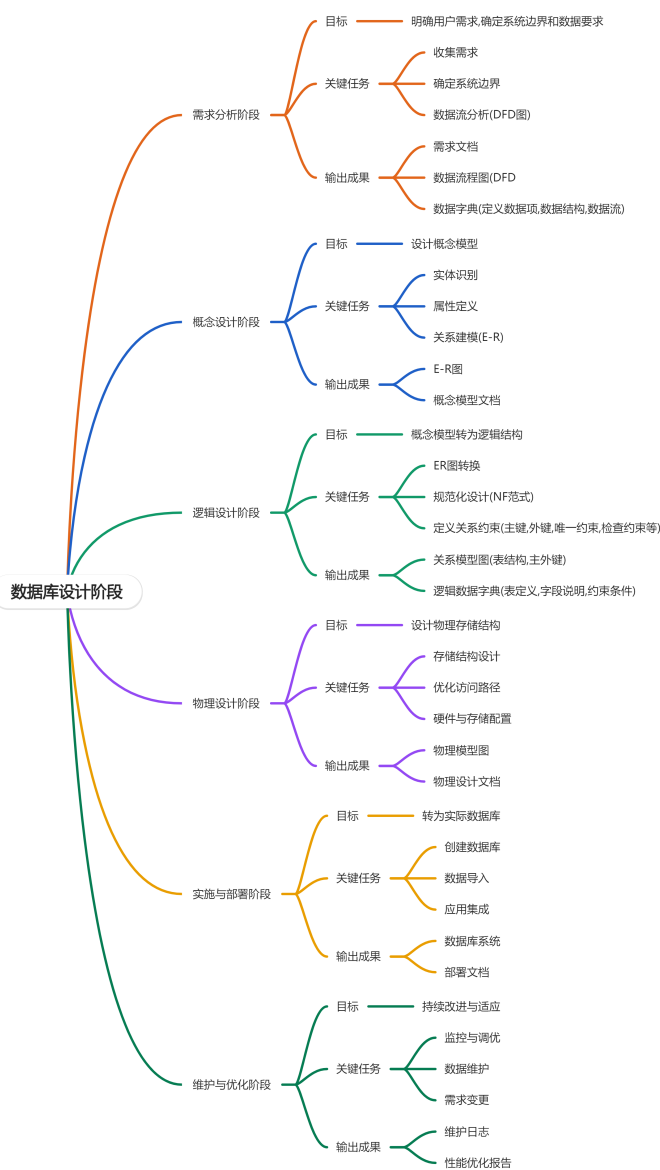 数据库设计阶段
需求分析阶段
目标
明确用户需求,确定系统边界和数据要求
关键任务
收集需求
确定系统边界
数据流分析(DFD图)
输出成果
需求文档
数据流程图(DFD
数据字典(定义数据项,数据结构,数据流)
概念设计阶段
目标
设计概念模型
关键任务
实体识别
属性定义
关系建模(E-R)
输出成果
E-R图
概念模型文档
逻辑设计阶段
目标
概念模型转为逻辑结构
关键任务
ER图转换
规范化设计(NF范式)
定义关系约束(主键,外键,唯一约束,检查约束等)
输出成果
关系模型图(表结构,主外键)
逻辑数据字典(表定义,字段说明,约束条件)
物理设计阶段
目标
设计物理存储结构
关键任务
存储结构设计
优化访问路径
硬件与存储配置
输出成果
物理模型图
物理设计文档
实施与部署阶段
目标
转为实际数据库
关键任务
创建数据库
数据导入
应用集成
输出成果
数据库系统
部署文档
维护与优化阶段
目标
持续改进与适应
关键任务
监控与调优
数据维护
需求变更
输出成果
维护日志
性能优化报告